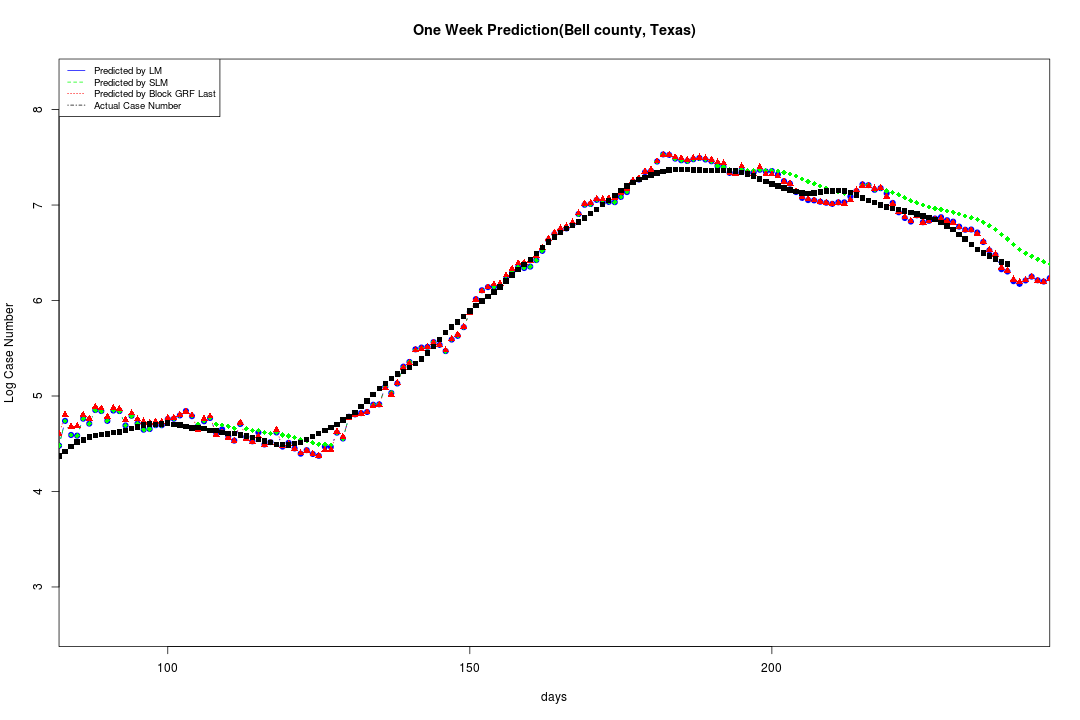 One Week Prediction(Bell county, Texas)
Predicted by LM
Predicted by SLM
Predicted by Block GRF Last
Actual Case Number
8
7
6
5
4
3
Log Case Number
100
150
200
days